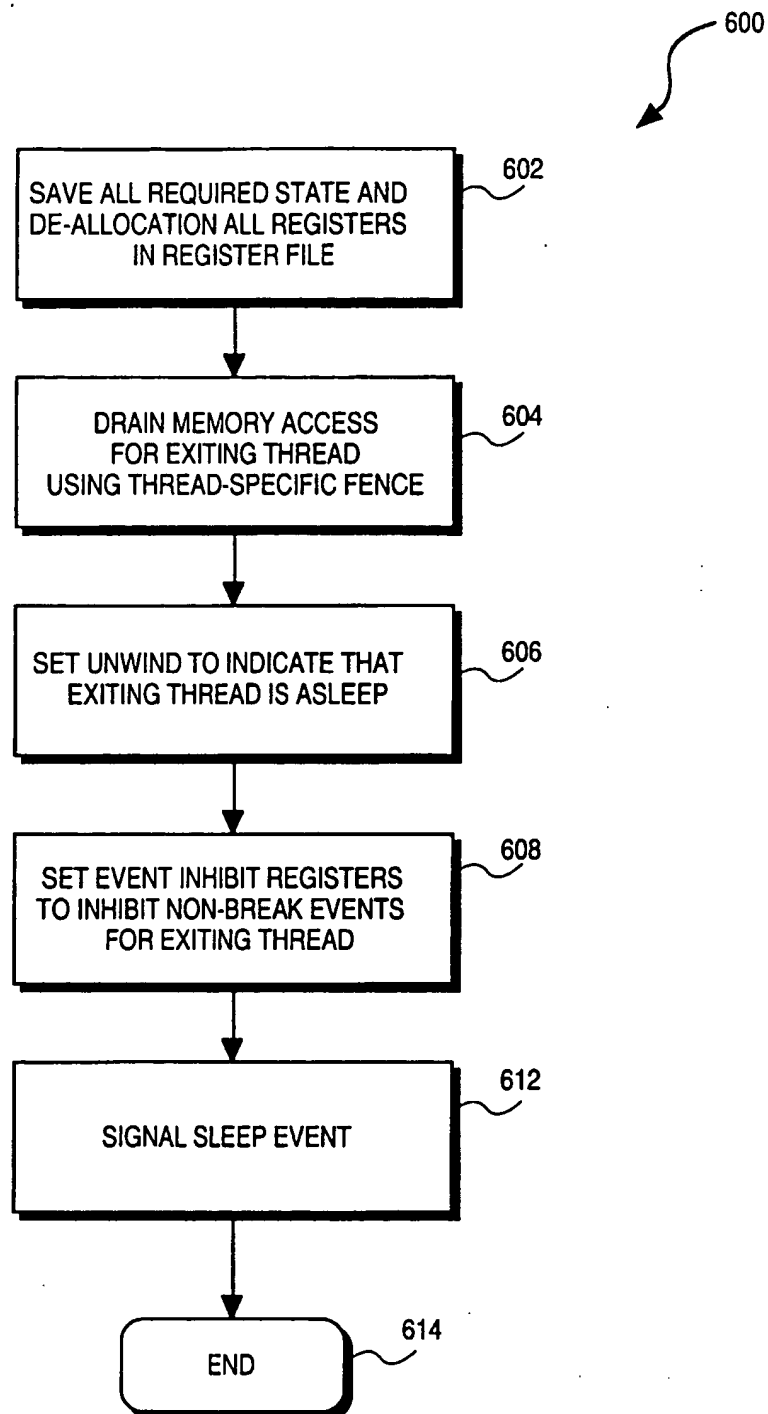 600
602
SAVE ALL REQUIRED STATE AND
DE-ALLOCATION ALL REGISTERS
IN REGISTER FILE
604
DRAIN MEMORY ACCESS
FOR EXITING THREAD
USING THREAD-SPECIFIC FENCE
606
SET UNWIND TO INDICATE THAT
EXITING THREAD IS ASLEEP
608
SET EVENT INHIBIT REGISTERS
TO INHIBIT NON-BREAK EVENTS
FOR EXITING THREAD
612
SIGNAL SLEEP EVENT
614
END